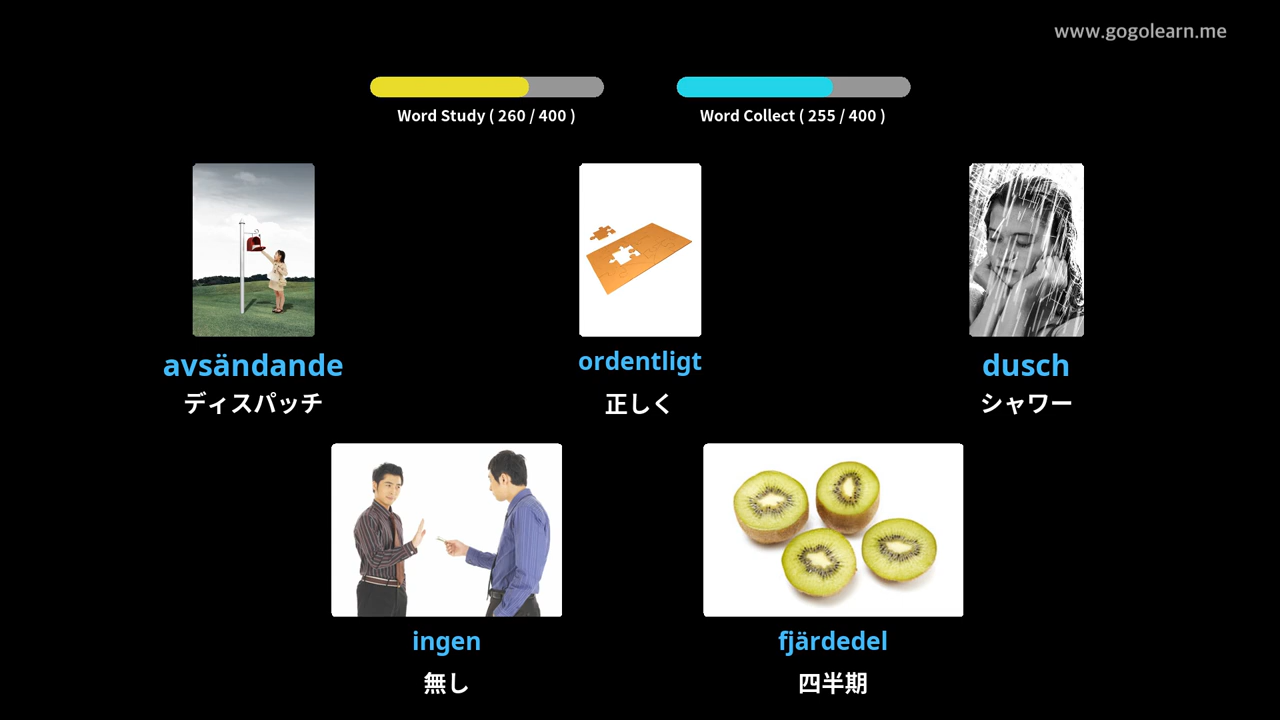 www.gogolearn.me
Word Study ( 260 / 400 )
Word Collect ( 255 / 400 )
avsändande
ディスパッチ
ordentligt
正しく
dusch
シャワー
ingen
無し
fjärdedel
四半期